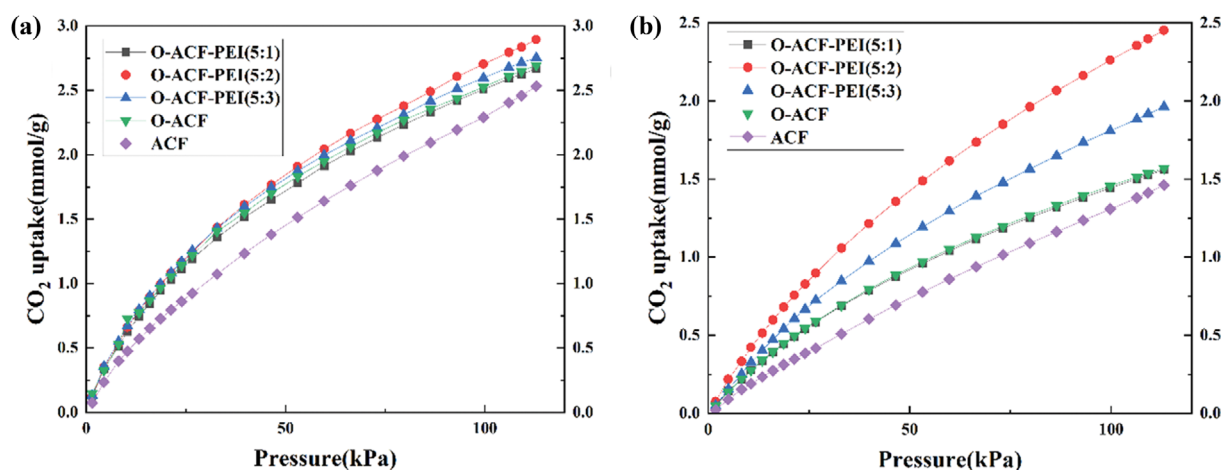 (a)
3.0
2.5
2.0
1.5
1.0
0.5
0.0
CO2 uptake(mmol/g)
O-ACF-PEI(5:1)
O-ACF-PEI(5:2)
O-ACF-PEI(5:3)
O-ACF
ACF
3.0
2.5
2.0
1.5
1.0
0.5
0.0
0 50 100
Pressure(kPa)
(b)
2.5
2.0
1.5
1.0
0.5
0.0
CO2 uptake(mmol/g)
O-ACF-PEI(5:1)
O-ACF-PEI(5:2)
O-ACF-PEI(5:3)
O-ACF
ACF
2.5
2.0
1.5
1.0
0.5
0.0
0 50 100
Pressure(kPa)